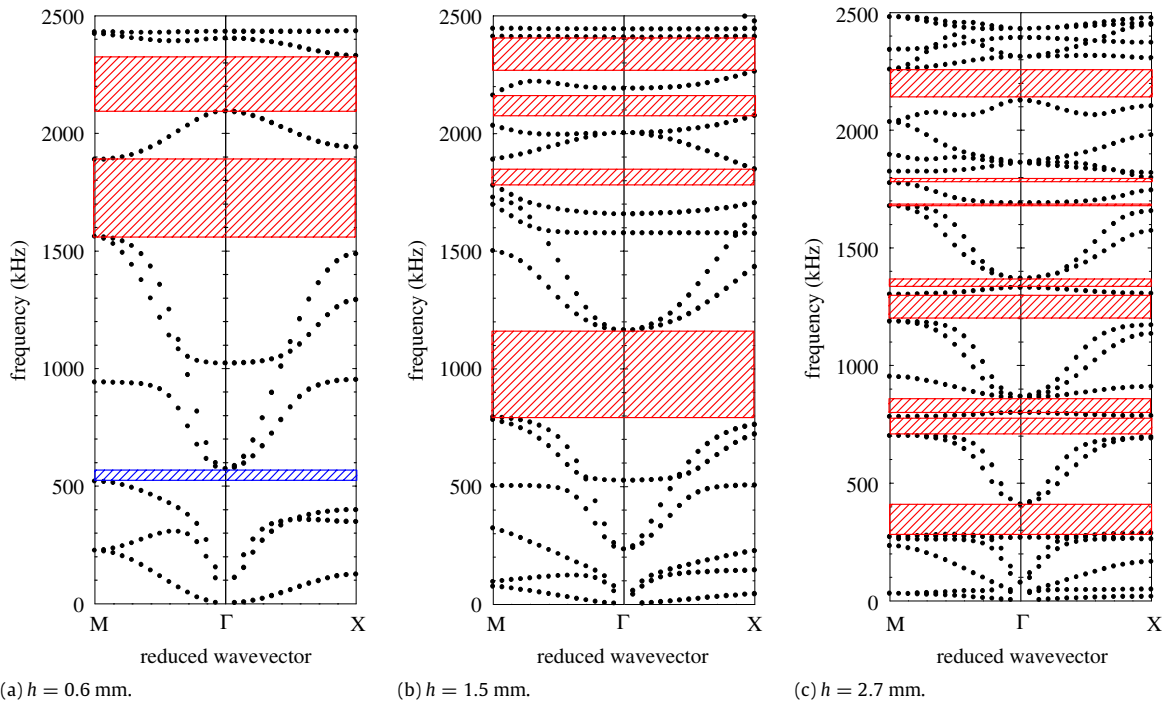 2500
2000
1500
1000
500
0
frequency (kHz)
M Γ X
reduced wavevector
(a) h = 0.6 mm.
2500
2000
1500
1000
500
0
frequency (kHz)
M Γ X
reduced wavevector
(b) h = 1.5 mm.
2500
2000
1500
1000
500
0
frequency (kHz)
M Γ X
reduced wavevector
(c) h = 2.7 mm.